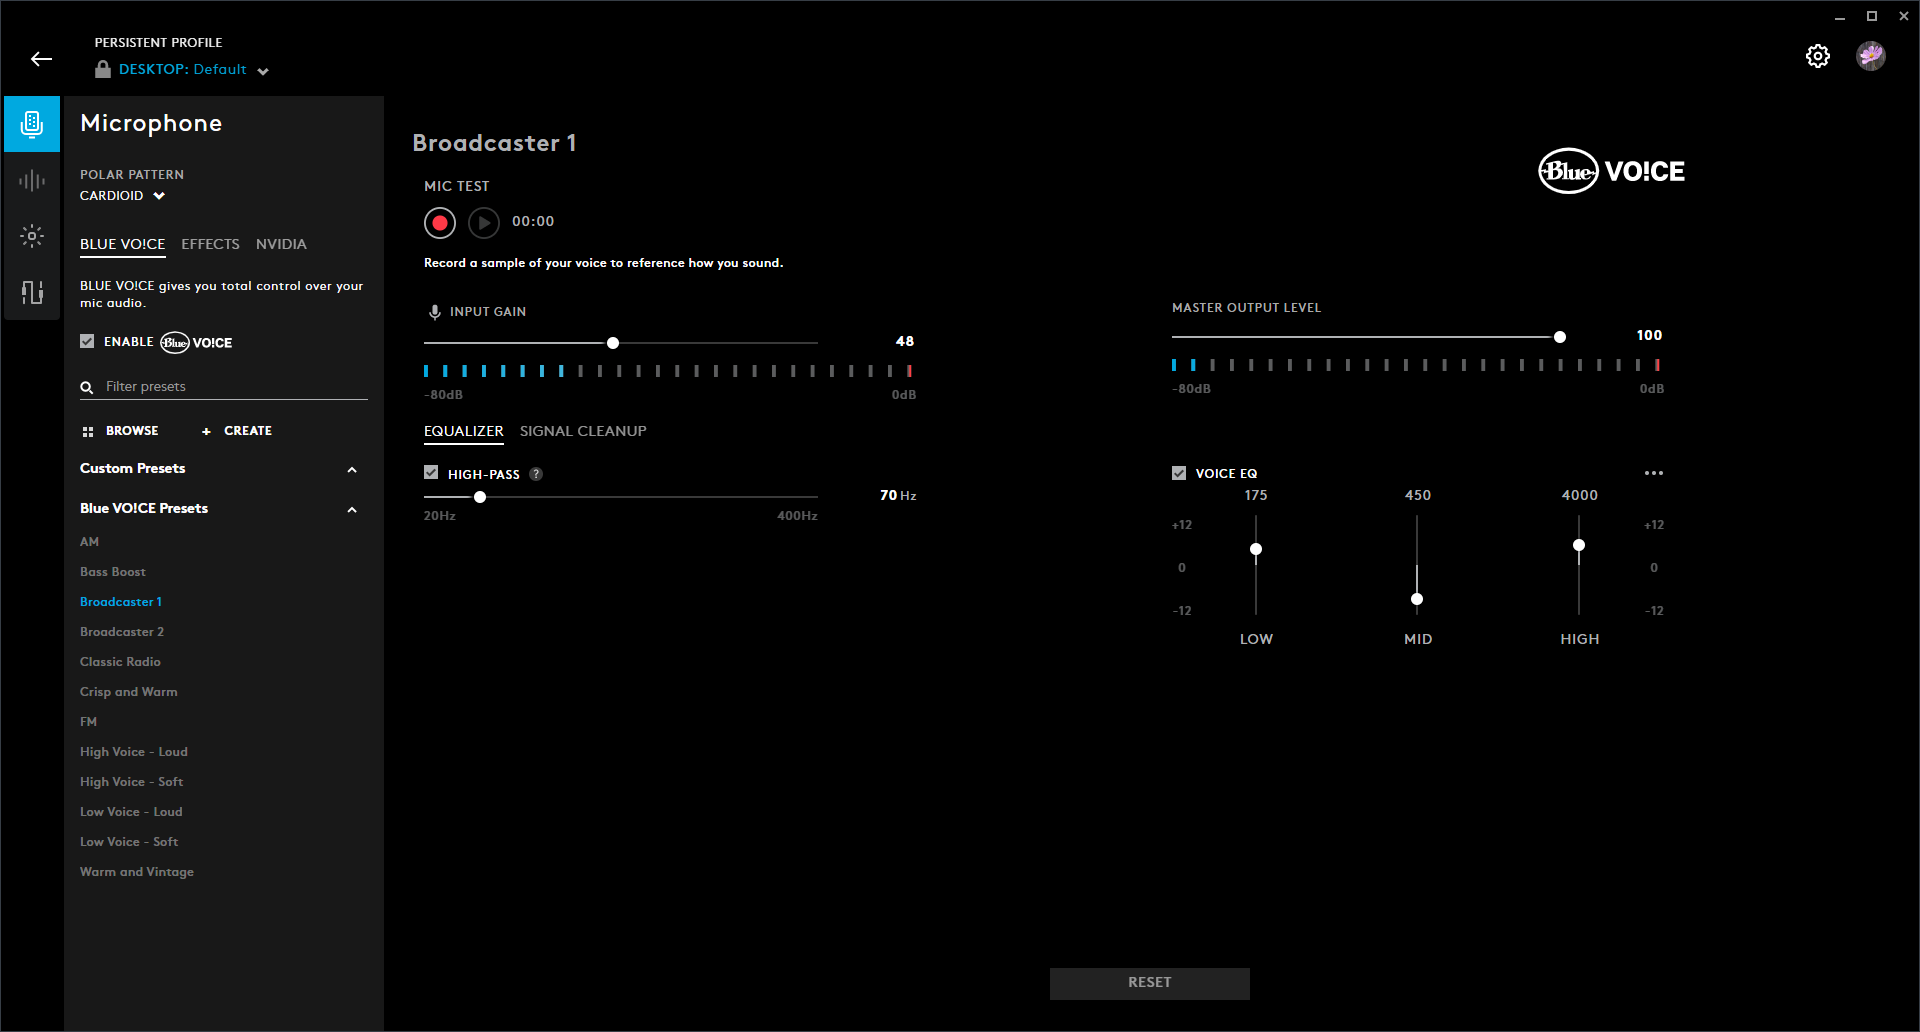 PERSISTENT PROFILE
DESKTOP: Default
Microphone
POLAR PATTERN
CARDIOID
BLUE VO!CE EFFECTS NVIDIA
BLUE VO!CE gives you total control over your
mic audio.
ENABLE Blue VO!CE
Filter presets
BROWSE + CREATE
Custom Presets
Blue VO!CE Presets
AM
Bass Boost
Broadcaster 1
Broadcaster 2
Classic Radio
Crisp and Warm
FM
High Voice - Loud
High Voice - Soft
Low Voice - Loud
Low Voice - Soft
Warm and Vintage
Broadcaster 1
Blue VO!CE
MIC TEST
00:00
Record a sample of your voice to reference how you sound.
INPUT GAIN
48
-80dB 0dB
MASTER OUTPUT LEVEL
100
-80dB 0dB
EQUALIZER SIGNAL CLEANUP
HIGH-PASS ?
70 Hz
20Hz 400Hz
VOICE EQ
175 450 4000
+12 +12
0 0
-12 -12
LOW MID HIGH
RESET